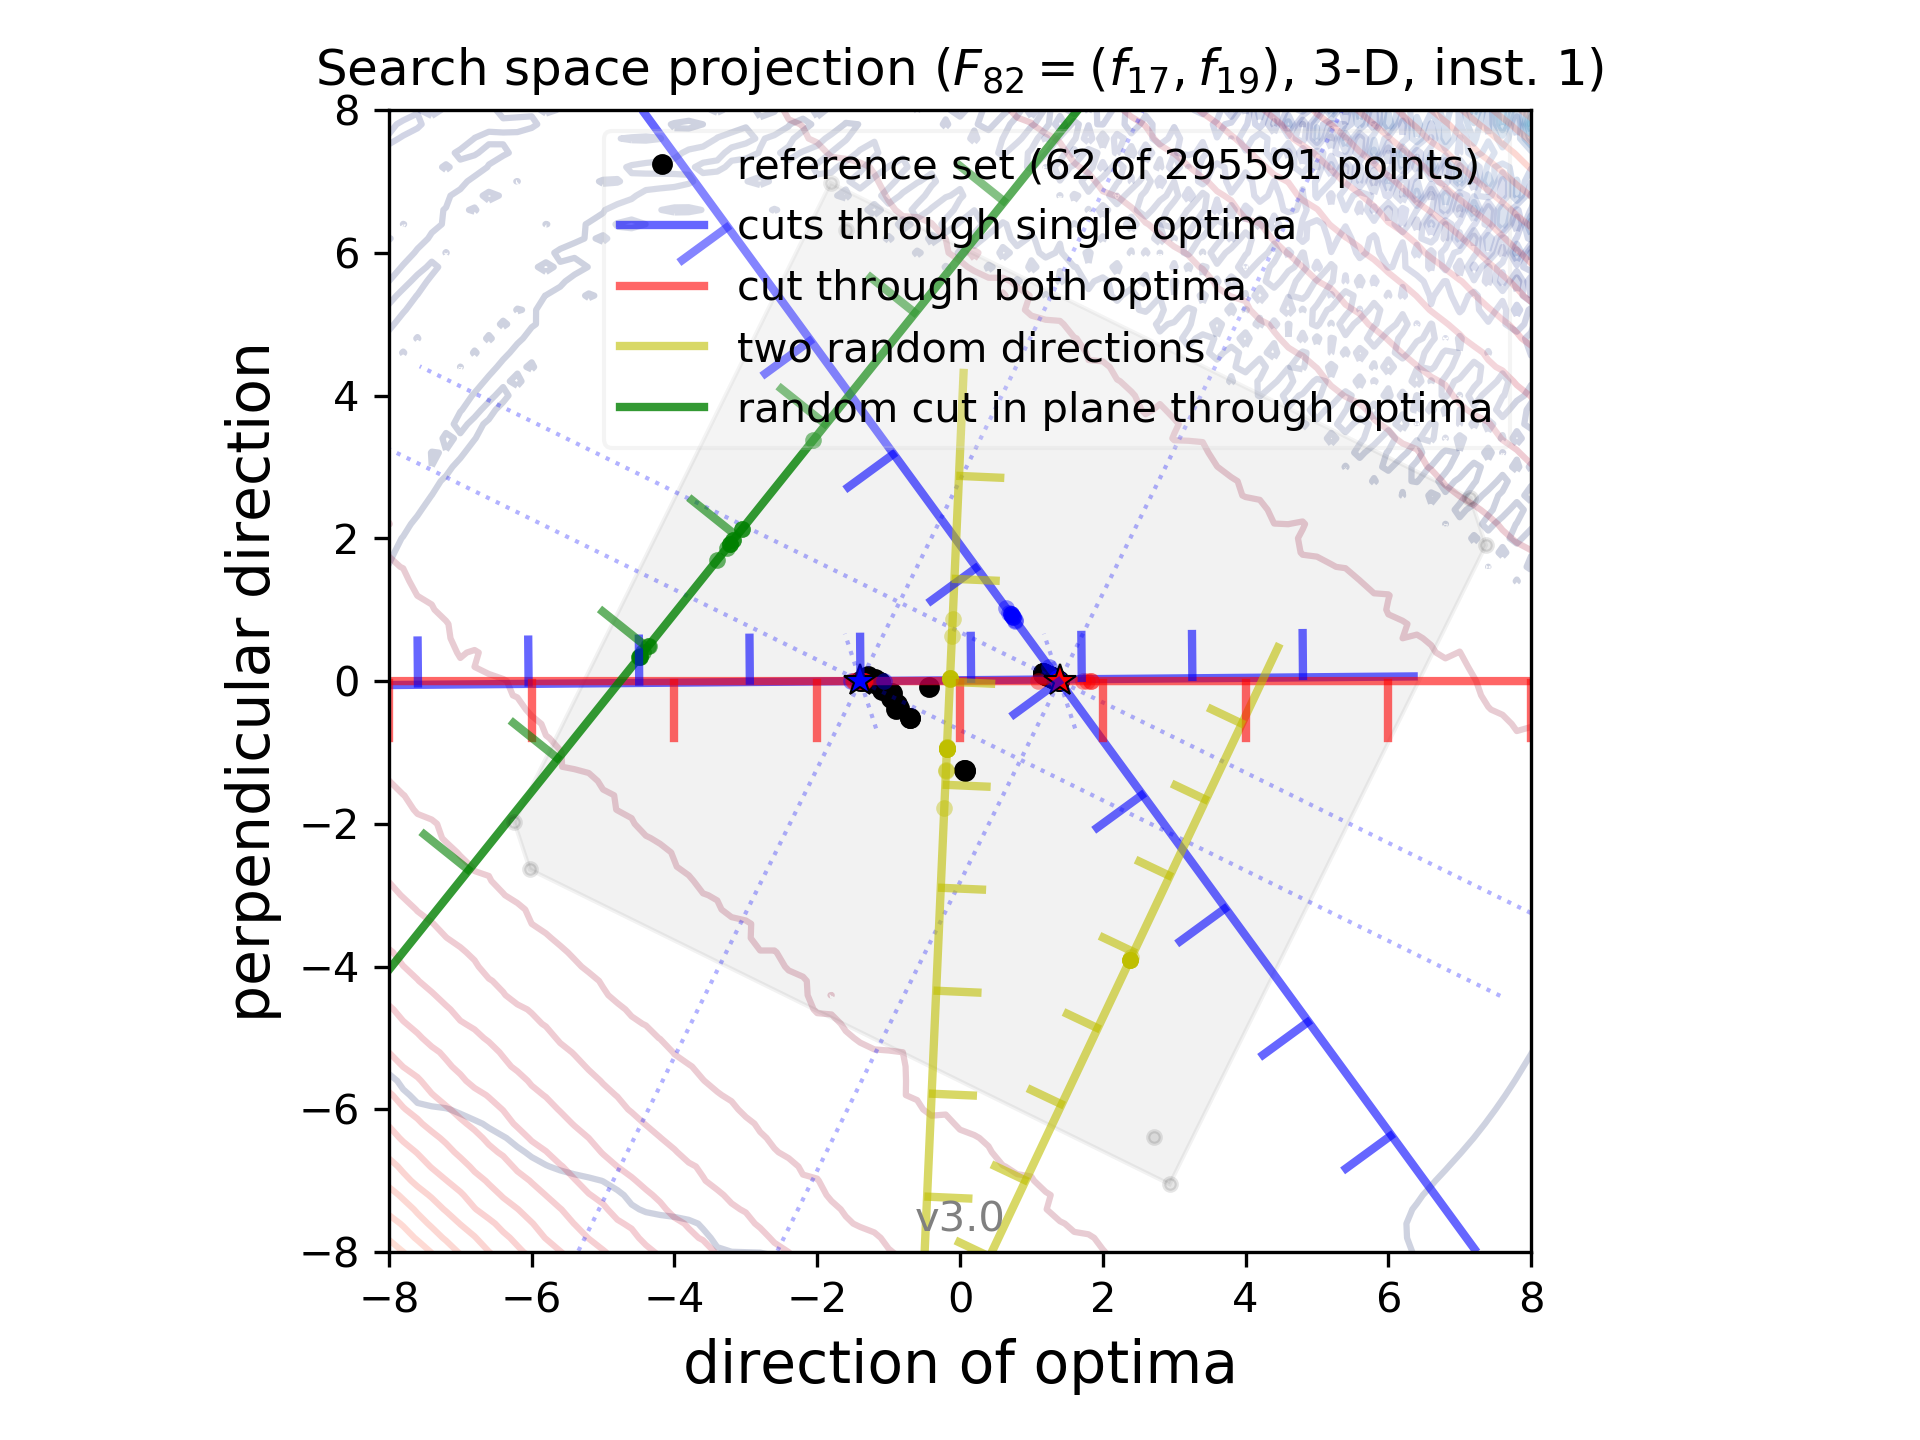 Search space projection (F₈₂ = (f₁₇, f₁₉), 3-D, inst. 1)
8
6
4
2
0
−2
−4
−6
−8
perpendicular direction
reference set (62 of 295591 points)
cuts through single optima
cut through both optima
two random directions
random cut in plane through optima
v3.0
−8 −6 −4 −2 0 2 4 6 8
direction of optima